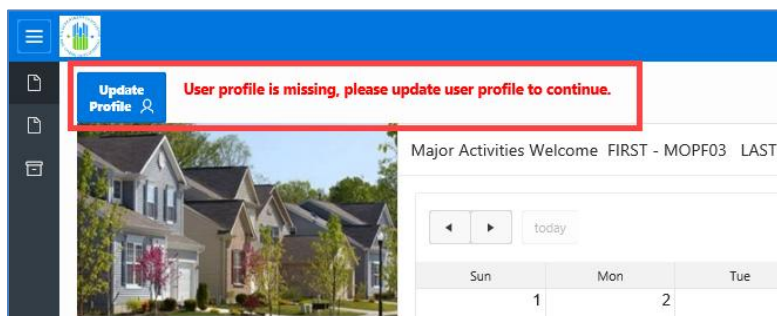 Update
Profile
User profile is missing, please update user profile to continue.
Major Activities Welcome FIRST - MOPF03 LAST
today
Sun Mon Tue
1 2